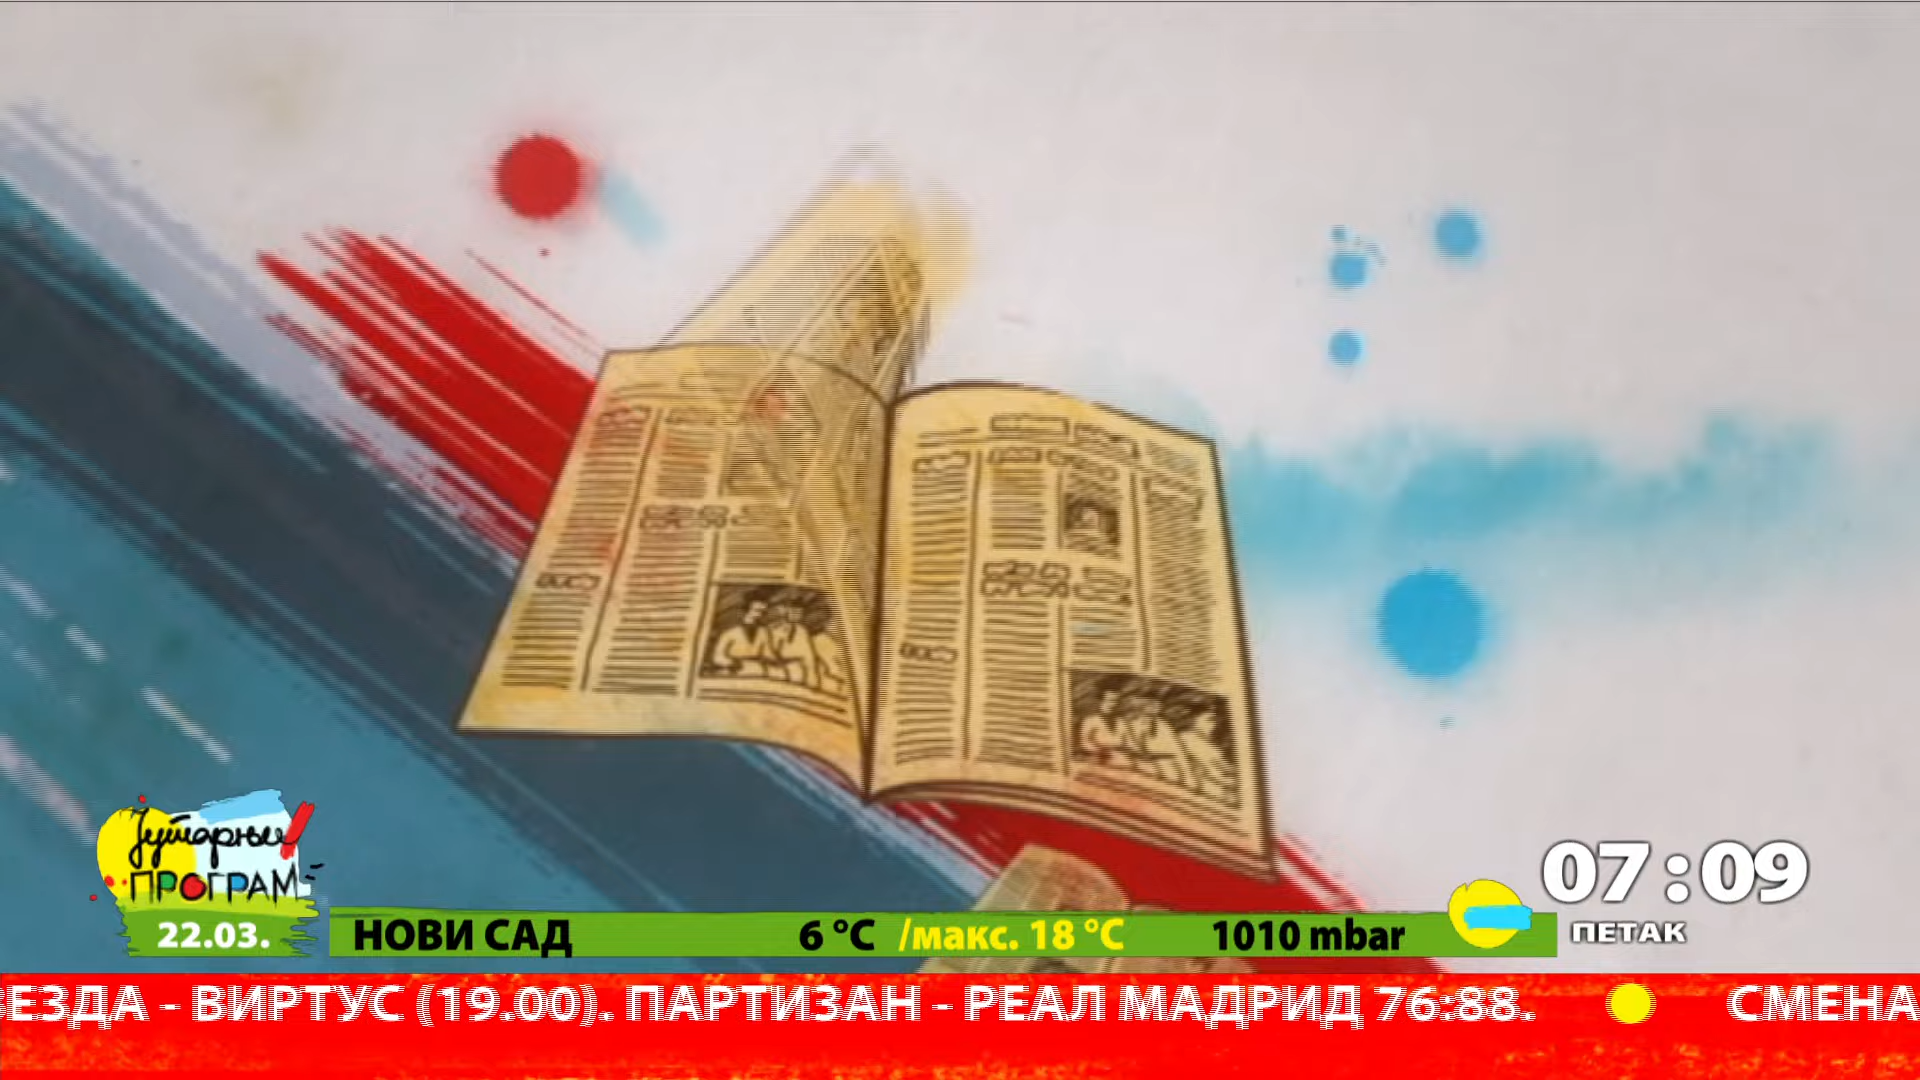 Јутарњи
ПРОГРАМ
22.03.
НОВИ САД 6 °C /макс. 18 °C 1010 mbar
07:09
ПЕТАК
ВЕЗДА - ВИРТУС (19.00). ПАРТИЗАН - РЕАЛ МАДРИД 76:88. СМЕНА